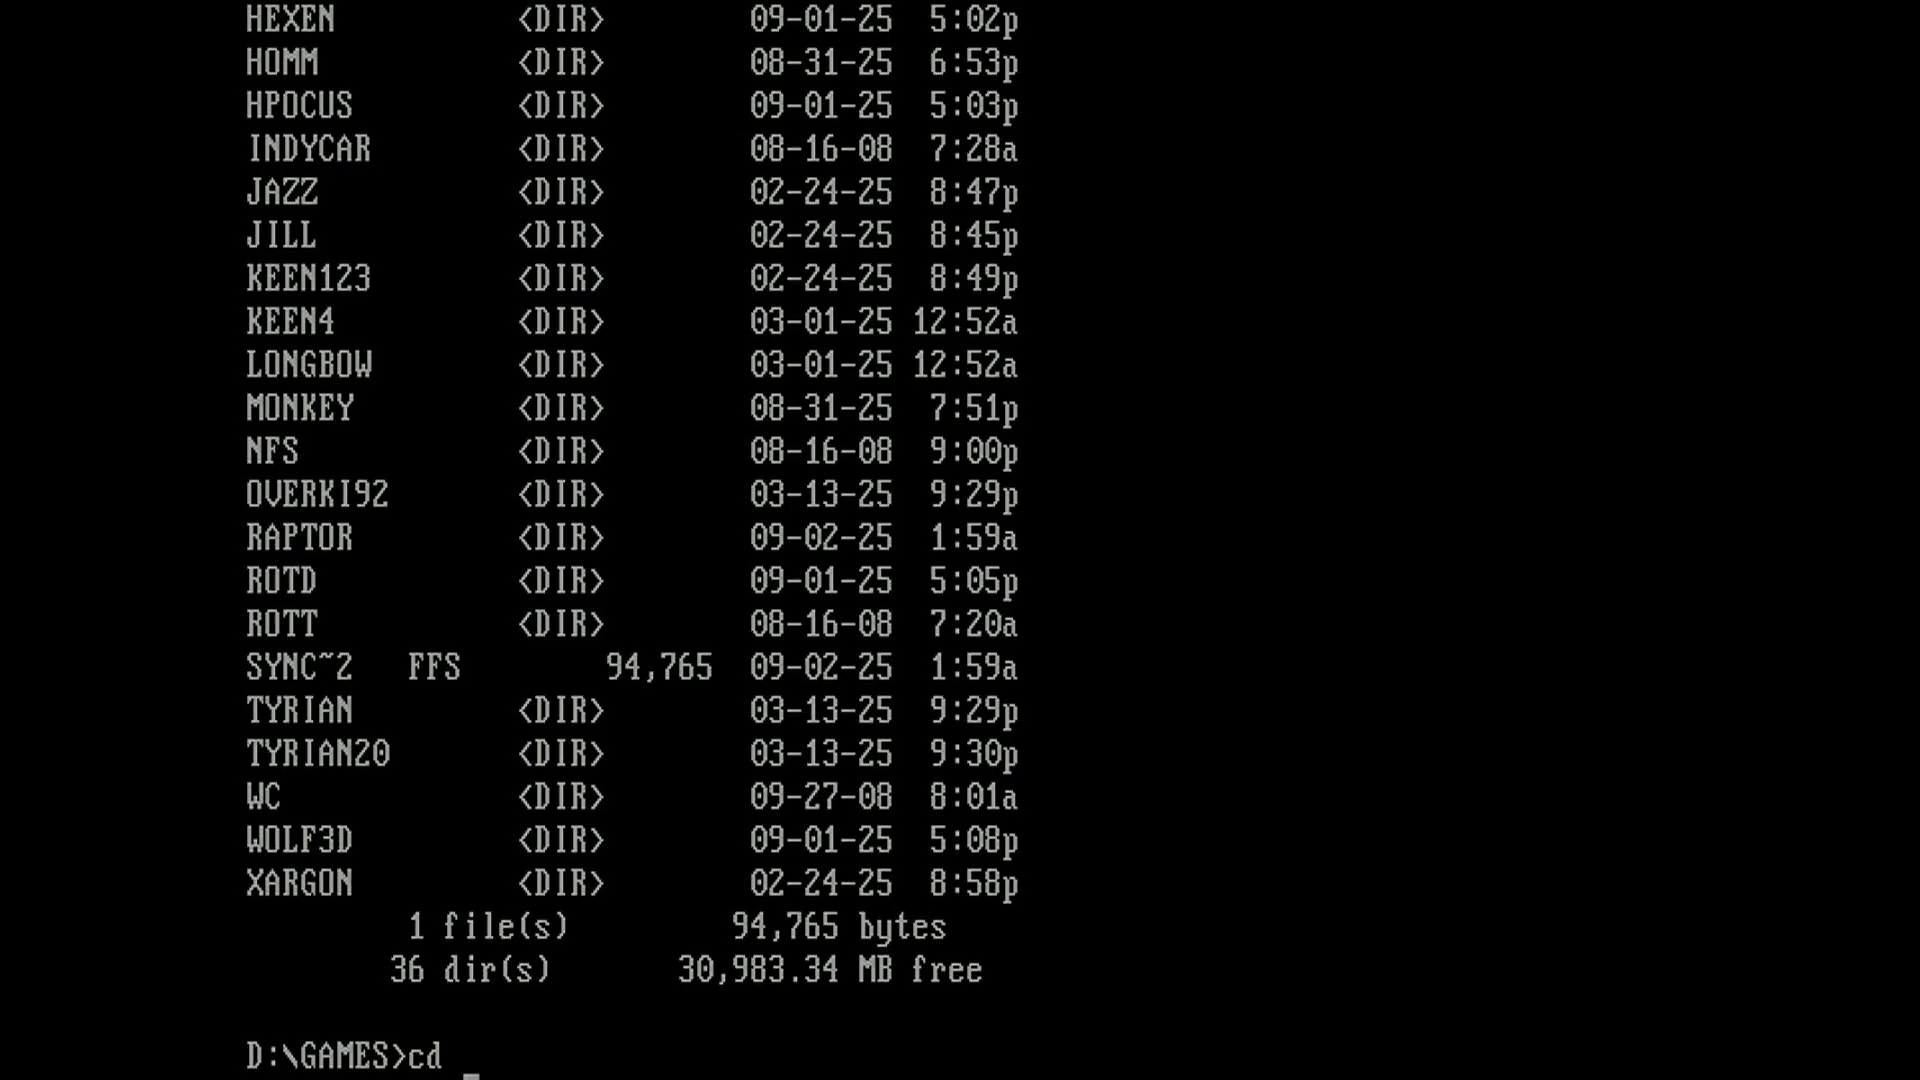 HEXEN <DIR> 09-01-25 5:02p
HOMM <DIR> 08-31-25 6:53p
HPOCUS <DIR> 09-01-25 5:03p
INDYCAR <DIR> 08-16-08 7:28a
JAZZ <DIR> 02-24-25 8:47p
JILL <DIR> 02-24-25 8:45p
KEEN123 <DIR> 02-24-25 8:49p
KEEN4 <DIR> 03-01-25 12:52a
LONGBOW <DIR> 03-01-25 12:52a
MONKEY <DIR> 08-31-25 7:51p
NFS <DIR> 08-16-08 9:00p
OVERKI92 <DIR> 03-13-25 9:29p
RAPTOR <DIR> 09-02-25 1:59a
ROTD <DIR> 09-01-25 5:05p
ROTT <DIR> 08-16-08 7:20a
SYNC~2 FFS 94,765 09-02-25 1:59a
TYRIAN <DIR> 03-13-25 9:29p
TYRIAN20 <DIR> 03-13-25 9:30p
WC <DIR> 09-27-08 8:01a
WOLF3D <DIR> 09-01-25 5:08p
XARGON <DIR> 02-24-25 8:58p
1 file(s) 94,765 bytes
36 dir(s) 30,983.34 MB free
D:\GAMES>cd _